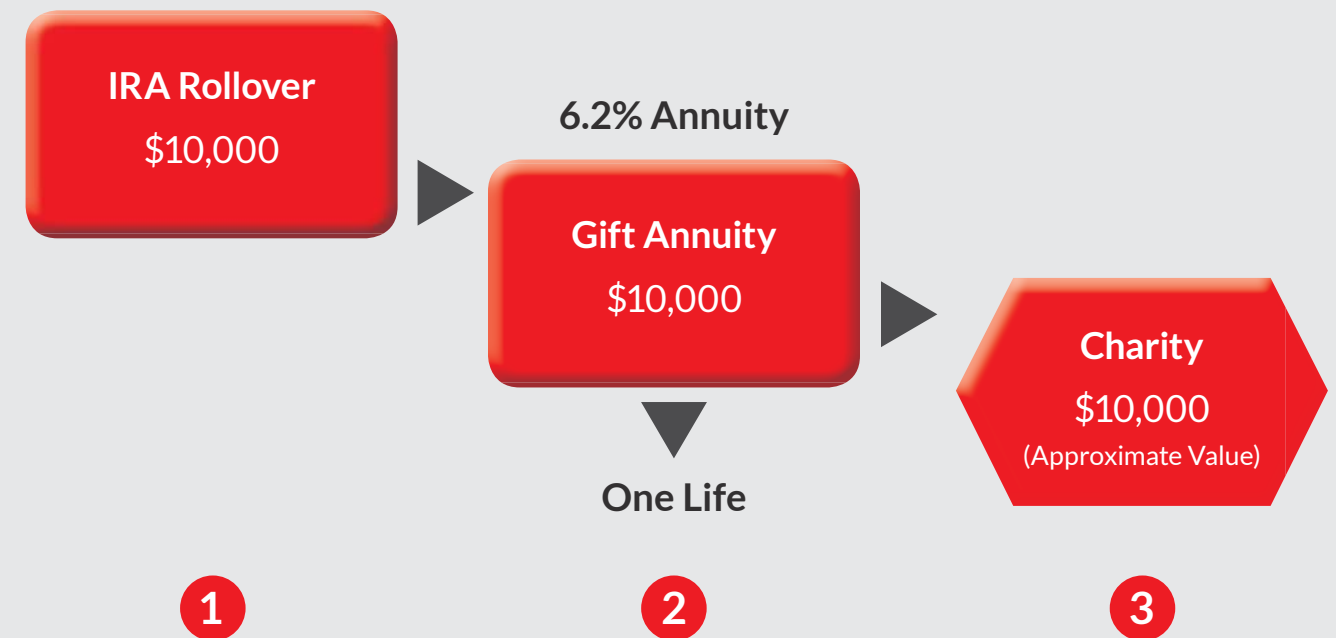 IRA Rollover
$10,000
6.2% Annuity
Gift Annuity
$10,000
One Life
Charity
$10,000
(Approximate Value)
1
2
3